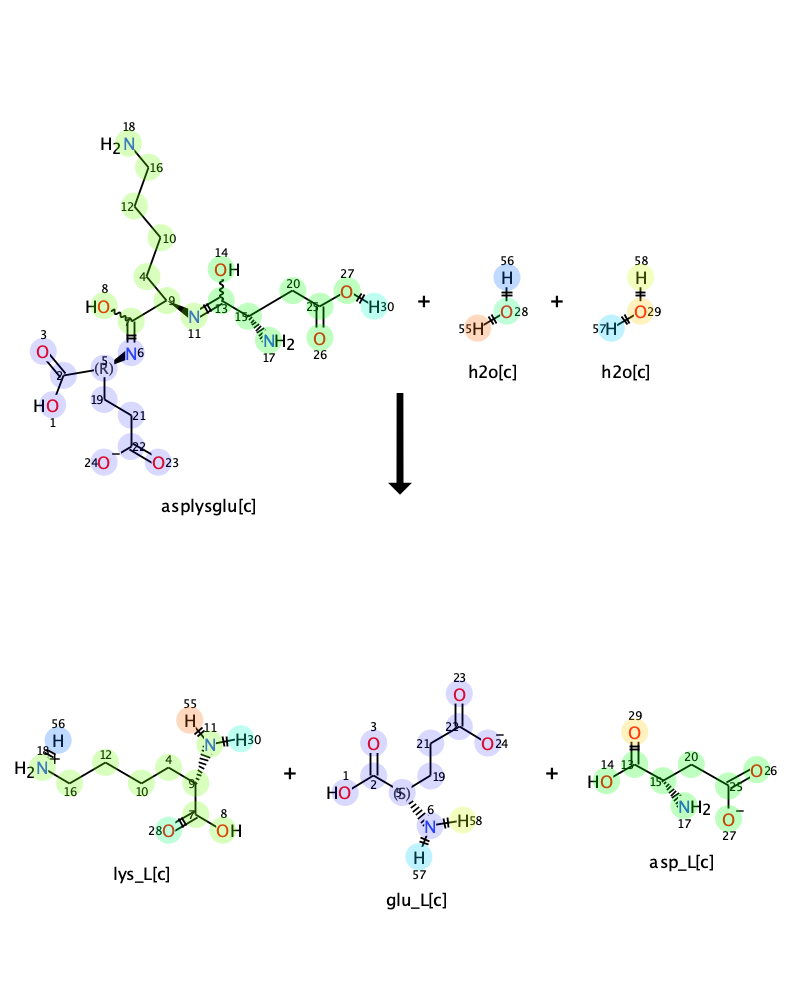 18
H2N
16
12
10
14
OH
56
H
58
H
8
HO
4
9
20
27
O H30
+
O28
+
O29
N
11
13
15
25
55H
57H
3
O
5
(R)
N6
NH2
17
O
26
h2o[c]
h2o[c]
2
HO
1
19
21
22
24O− O23
asplysglu[c]
23
O
55
H
56
H
11
N H30
3
O
22
29
O
18
H2N+
12
4
21
O−
24
14
HO
13
20
O26
16
10
9
+
1
HO
2
5
(S)
19
+
15
25
28O
7
8
OH
6
N H58
NH2
17
O−
27
H
57
lys_L[c]
glu_L[c]
asp_L[c]